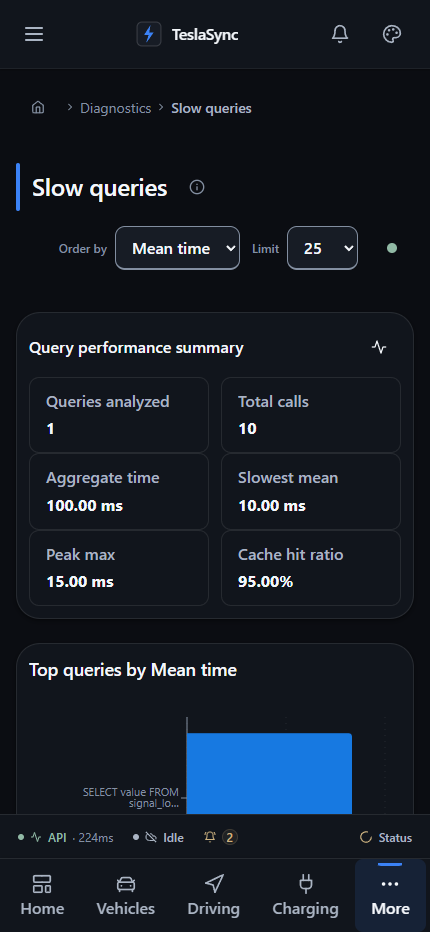 TeslaSync
Diagnostics
Slow queries
Slow queries
Order by
Mean time
Limit
25
Query performance summary
Queries analyzed
1
Total calls
10
Aggregate time
100.00 ms
Slowest mean
10.00 ms
Peak max
15.00 ms
Cache hit ratio
95.00%
Top queries by Mean time
SELECT value FROM
signal_lo...
API · 224ms
Idle
2
Status
Home
Vehicles
Driving
Charging
More